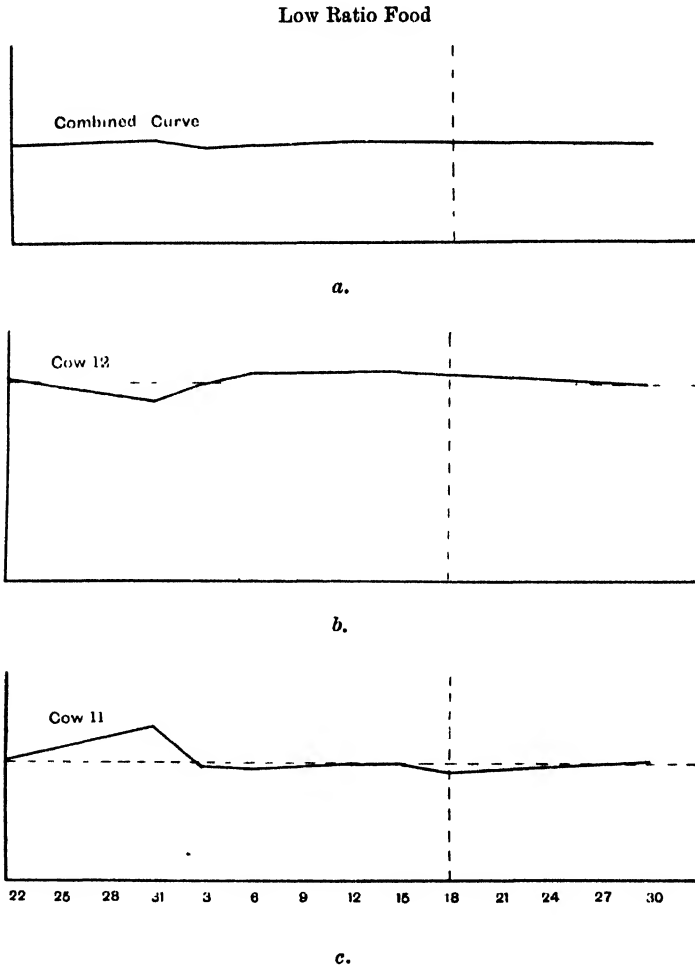 Low Ratio Food
Combined Curve
a.
Cow 12
b.
Cow 11
22 25 28 31 3 6 9 12 15 18 21 24 27 30
c.